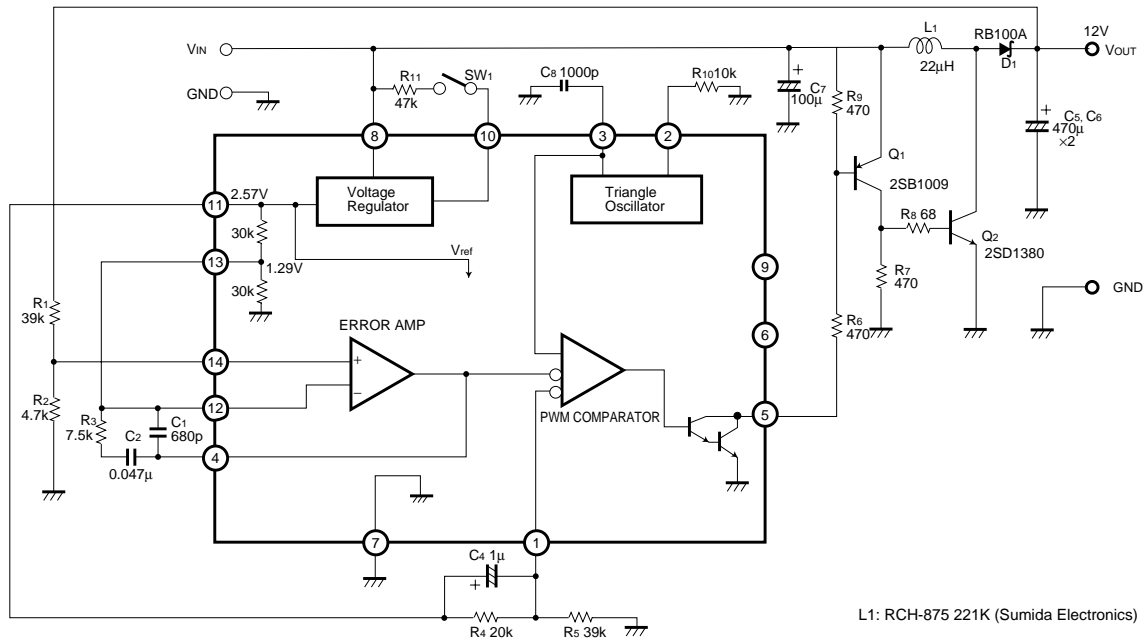 L1
RB100A
12V
VIN
VOUT
22µH
D1
R11
47k
SW1
C8 1000p
R10 10k
+
C7
100µ
R9
470
+
C5, C6
470µ
×2
GND
8
10
3
2
Q1
2SB1009
Voltage
Regulator
Triangle
Oscillator
11
2.57V
30k
Vref
R8 68
Q2
2SD1380
13
1.29V
30k
9
R7
470
GND
R1
39k
6
R6
470
ERROR AMP
14
+
−
R2
4.7k
12
R3
7.5k
C1
680p
C2
0.047µ
4
PWM COMPARATOR
5
7
1
C4 1µ
+
R4 20k
R5 39k
L1: RCH-875 221K (Sumida Electronics)